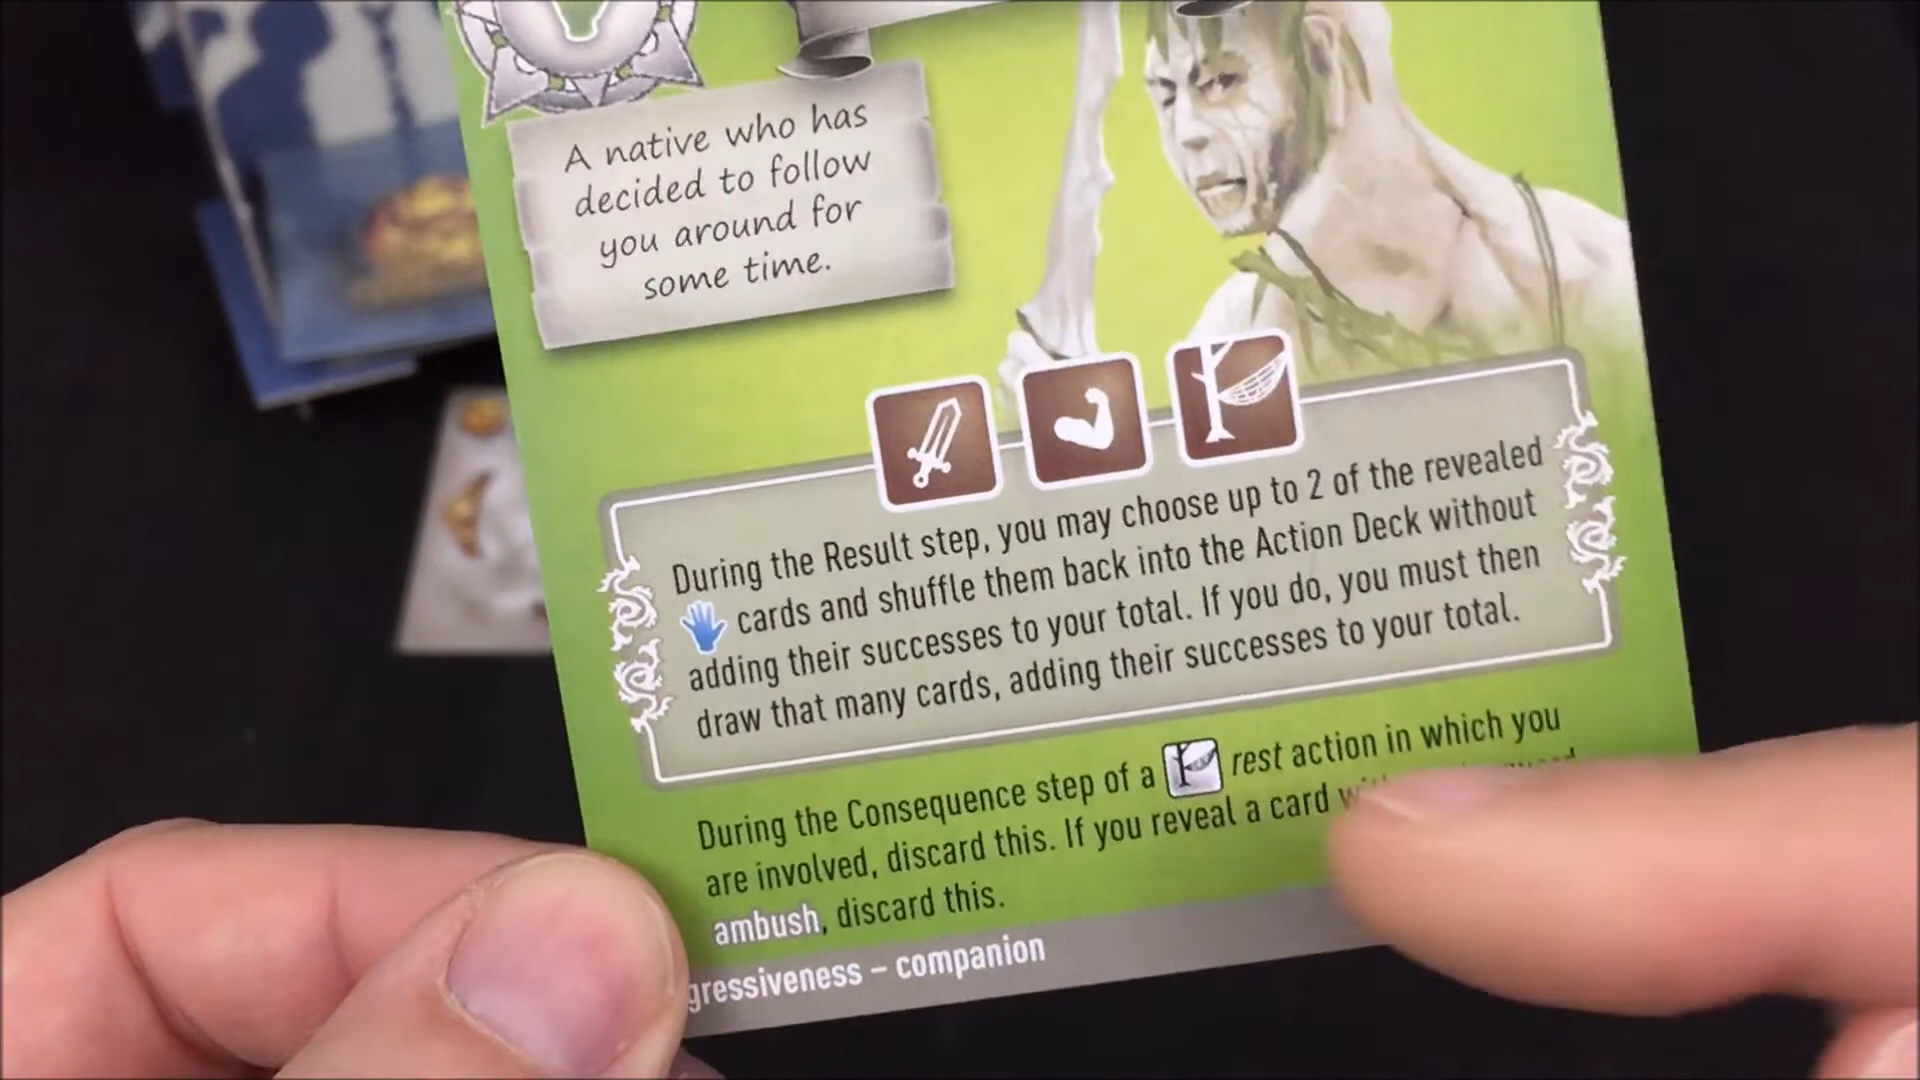 A native who has
decided to follow
you around for
some time.
During the Result step, you may choose up to 2 of the revealed
cards and shuffle them back into the Action Deck without
adding their successes to your total. If you do, you must then
draw that many cards, adding their successes to your total.
During the Consequence step of a rest action in which you
are involved, discard this. If you reveal a card
ambush, discard this.
gressiveness – companion